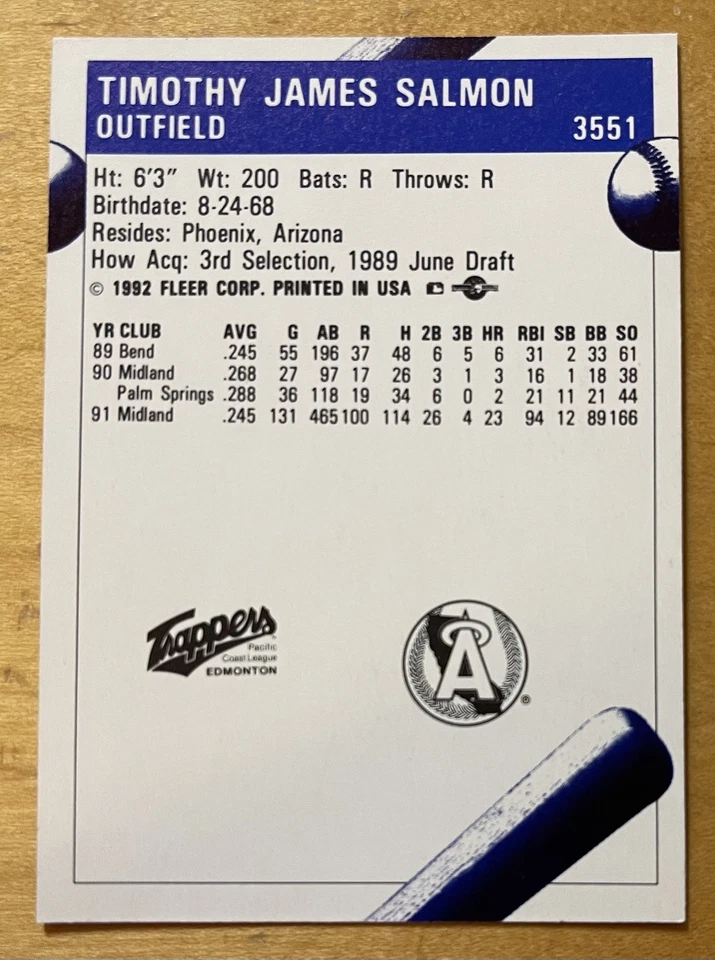 TIMOTHY JAMES SALMON
OUTFIELD 3551
Ht: 6'3" Wt: 200 Bats: R Throws: R
Birthdate: 8-24-68
Resides: Phoenix, Arizona
How Acq: 3rd Selection, 1989 June Draft
© 1992 FLEER CORP. PRINTED IN USA
YR CLUB AVG G AB R H 2B 3B HR RBI SB BB SO
89 Bend .245 55 196 37 48 6 5 6 31 2 33 61
90 Midland .268 27 97 17 26 3 1 3 16 1 18 38
Palm Springs .288 36 118 19 34 6 0 2 21 11 21 44
91 Midland .245 131 465 100 114 26 4 23 94 12 89 166
Trappers
Pacific
Coast League
EDMONTON
A ®